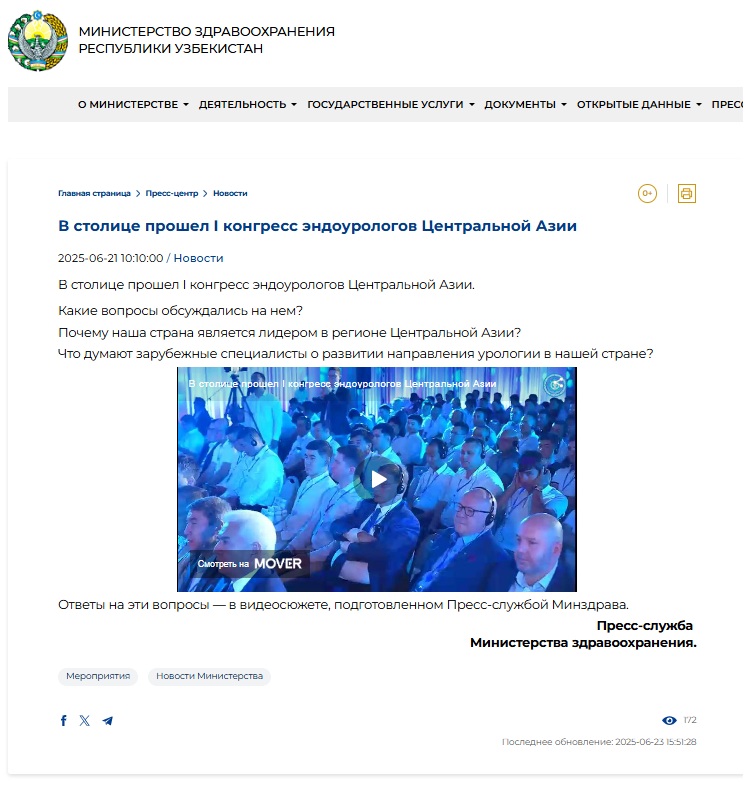 МИНИСТЕРСТВО ЗДРАВООХРАНЕНИЯ
РЕСПУБЛИКИ УЗБЕКИСТАН
О МИНИСТЕРСТВЕ ДЕЯТЕЛЬНОСТЬ ГОСУДАРСТВЕННЫЕ УСЛУГИ ДОКУМЕНТЫ ОТКРЫТЫЕ ДАННЫЕ ПРЕСС
Главная страница > Пресс-центр > Новости
0+
В столице прошел I конгресс эндоурологов Центральной Азии
2025-06-21 10:10:00 / Новости
В столице прошел I конгресс эндоурологов Центральной Азии.
Какие вопросы обсуждались на нем?
Почему наша страна является лидером в регионе Центральной Азии?
Что думают зарубежные специалисты о развитии направления урологии в нашей стране?
В столице прошел I конгресс эндоурологов Центральной Азии
Смотреть на MOVER
Ответы на эти вопросы — в видеосюжете, подготовленном Пресс-службой Минздрава.
Пресс-служба
Министерства здравоохранения.
Мероприятия Новости Министерства
172
Последнее обновление: 2025-06-23 15:51:28